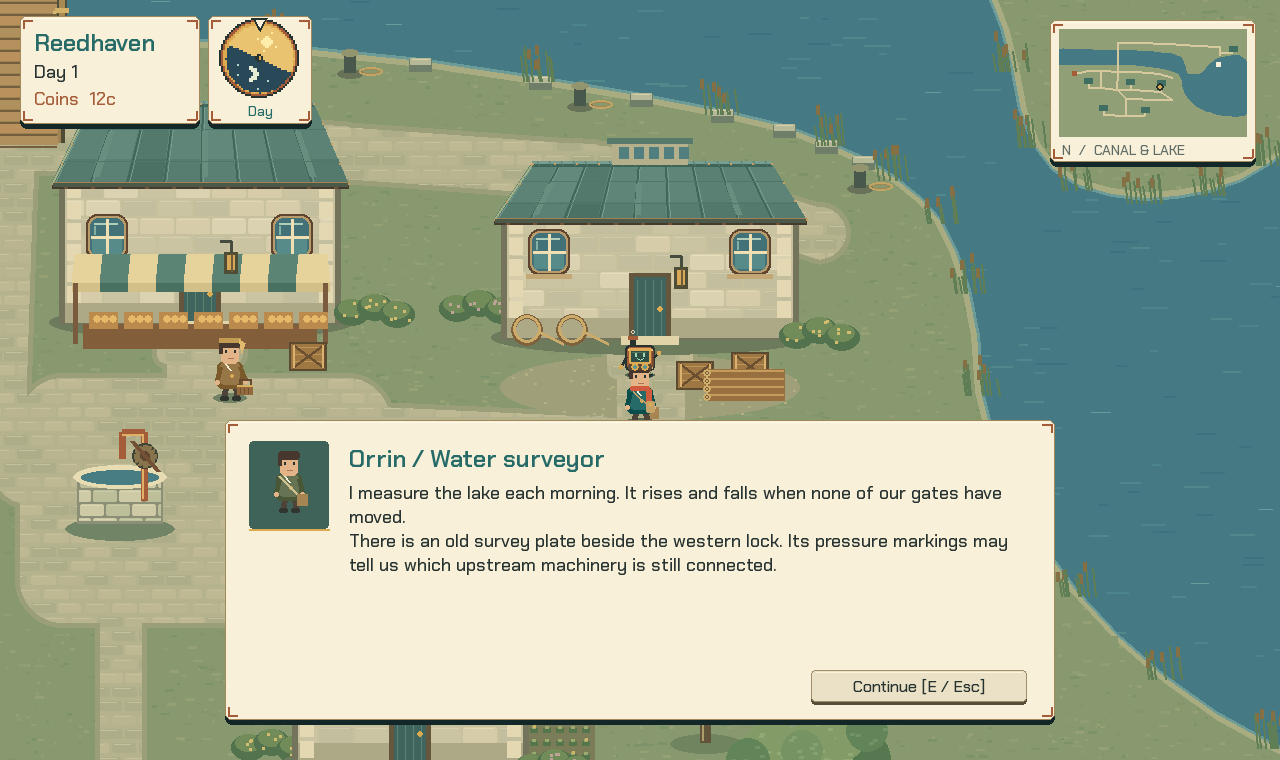 Reedhaven
Day 1
Coins 12c
Day
N / CANAL & LAKE
Orrin / Water surveyor
I measure the lake each morning. It rises and falls when none of our gates have
moved.
There is an old survey plate beside the western lock. Its pressure markings may
tell us which upstream machinery is still connected.
Continue [E / Esc]